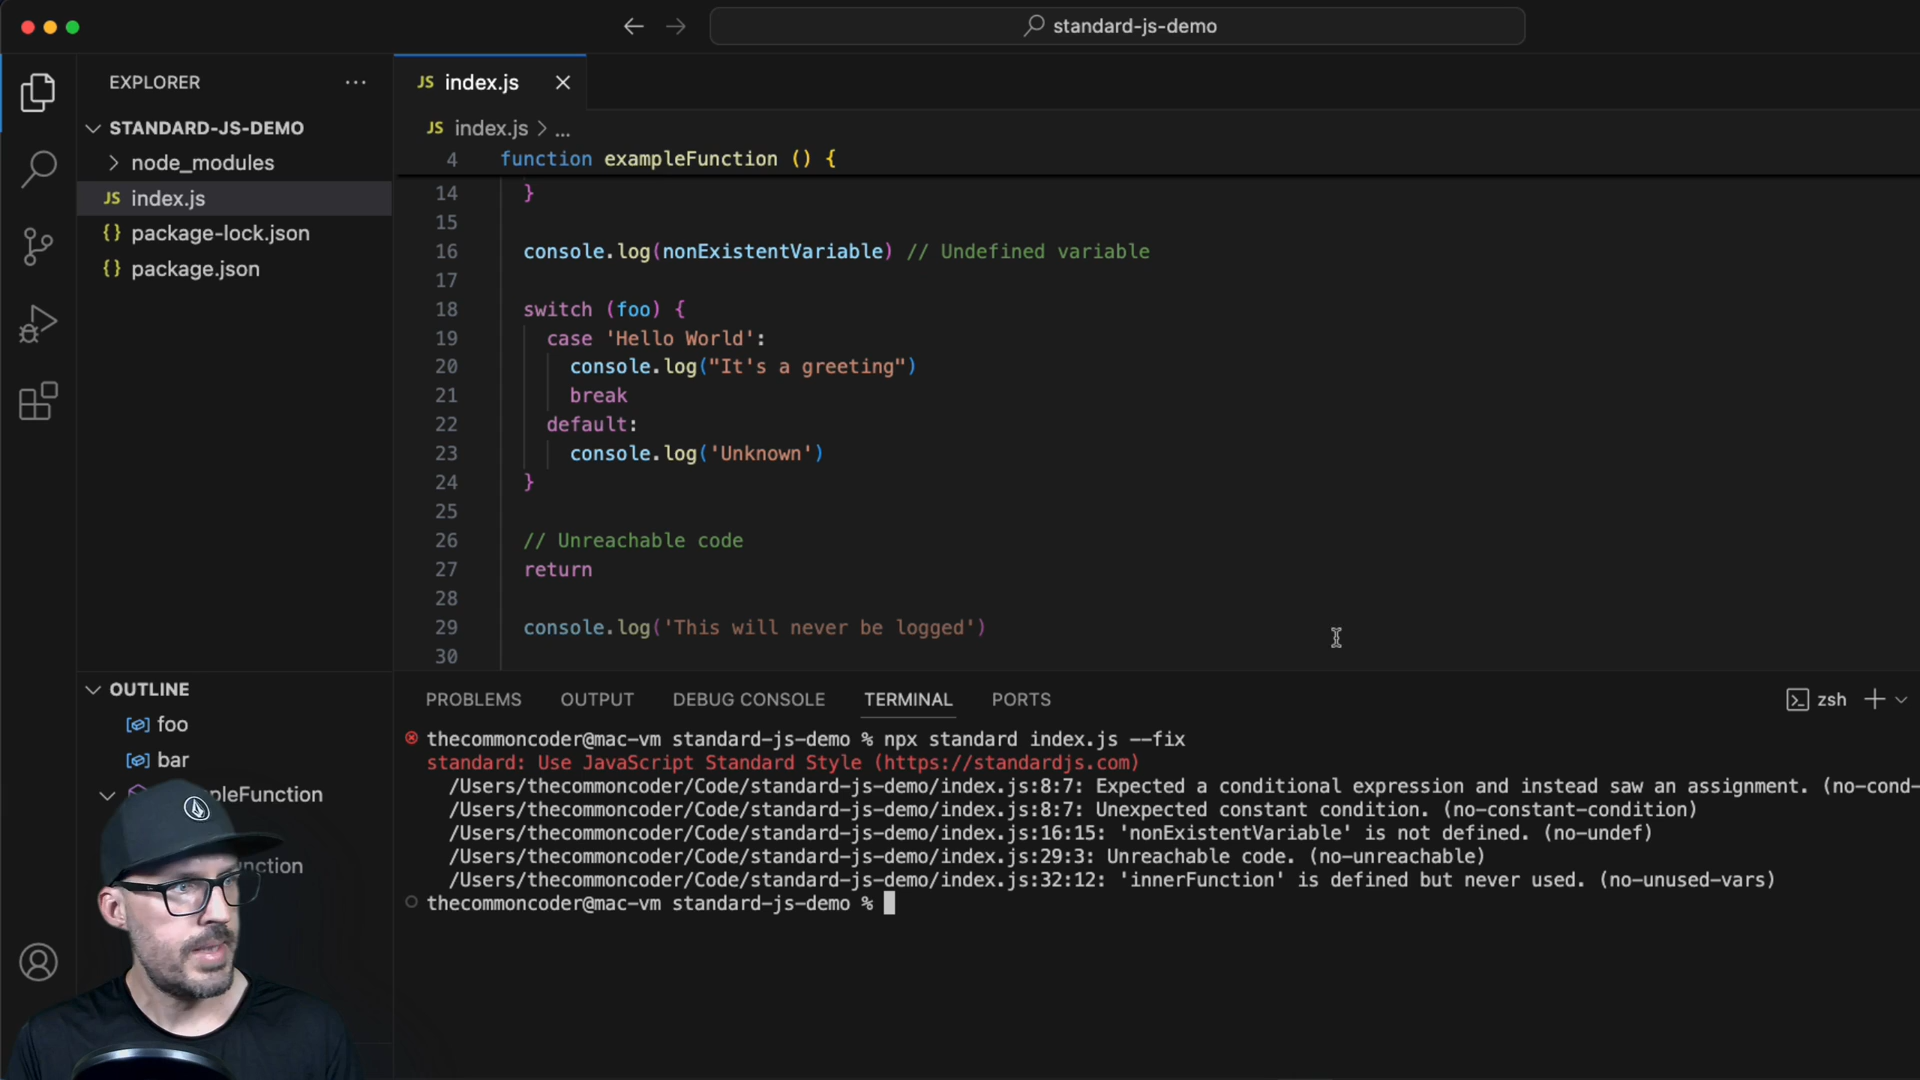 standard-js-demo
EXPLORER
JS index.js
STANDARD-JS-DEMO
node_modules
JS index.js
{} package-lock.json
{} package.json
JS index.js > ...
4 function exampleFunction () {
14 }
15
16 console.log(nonExistentVariable) // Undefined variable
17
18 switch (foo) {
19 case 'Hello World':
20 console.log("It's a greeting")
21 break
22 default:
23 console.log('Unknown')
24 }
25
26 // Unreachable code
27 return
28
29 console.log('This will never be logged')
30
OUTLINE
foo
bar
pleFunction
nction
PROBLEMS OUTPUT DEBUG CONSOLE TERMINAL PORTS
zsh
thecommoncoder@mac-vm standard-js-demo % npx standard index.js --fix
standard: Use JavaScript Standard Style (https://standardjs.com)
/Users/thecommoncoder/Code/standard-js-demo/index.js:8:7: Expected a conditional expression and instead saw an assignment. (no-cond-
/Users/thecommoncoder/Code/standard-js-demo/index.js:8:7: Unexpected constant condition. (no-constant-condition)
/Users/thecommoncoder/Code/standard-js-demo/index.js:16:15: 'nonExistentVariable' is not defined. (no-undef)
/Users/thecommoncoder/Code/standard-js-demo/index.js:29:3: Unreachable code. (no-unreachable)
/Users/thecommoncoder/Code/standard-js-demo/index.js:32:12: 'innerFunction' is defined but never used. (no-unused-vars)
thecommoncoder@mac-vm standard-js-demo %